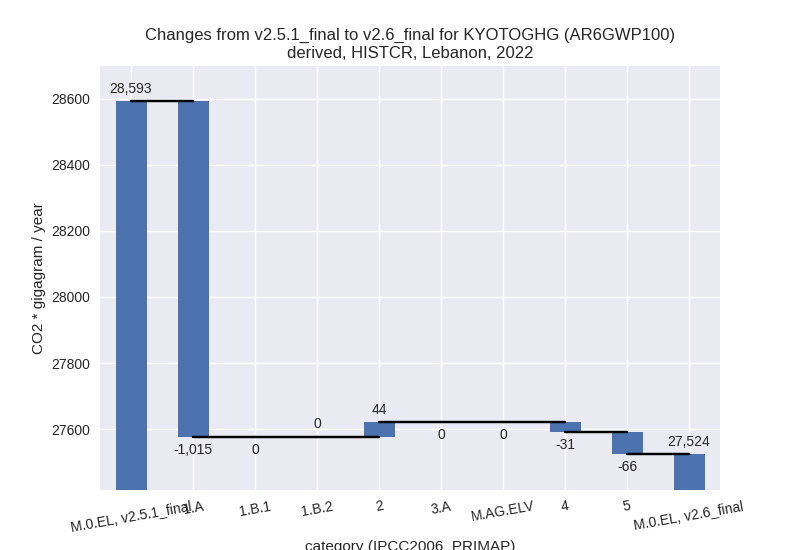 Changes from v2.5.1_final to v2.6_final for KYOTOGHG (AR6GWP100)
derived, HISTCR, Lebanon, 2022
CO2 * gigagram / year
28600
28400
28200
28000
27800
27600
28,593
-1,015
0
0
44
0
0
-31
-66
27,524
M.0.EL, v2.5.1_final
1.A
1.B.1
1.B.2
2
3.A
M.AG.ELV
4
5
M.0.EL, v2.6_final
category (IPCC2006_PRIMAP)